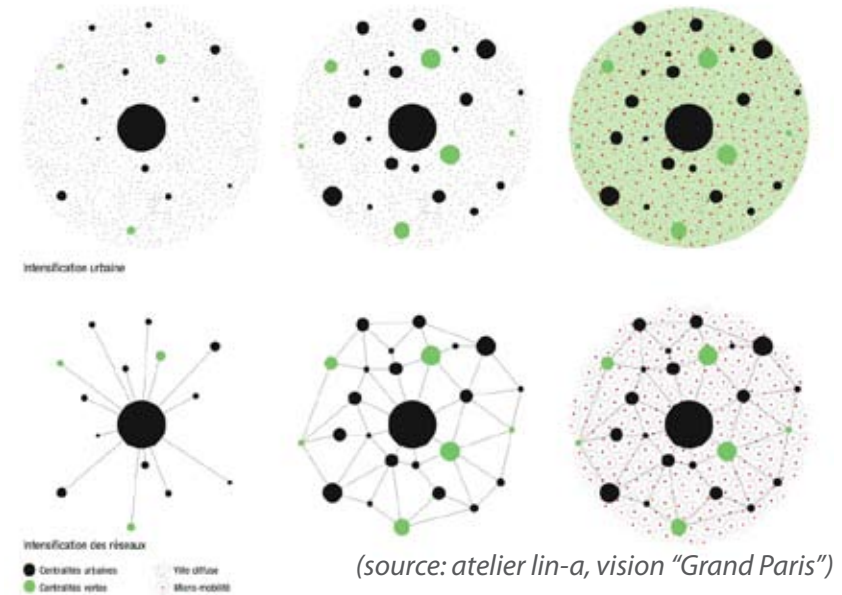 Intensification urbaine
Intensification des réseaux
Centralités urbaines
Ville diffuse
Centralités vertes
Micro-mobilité
(source: atelier lin-a, vision “Grand Paris”)